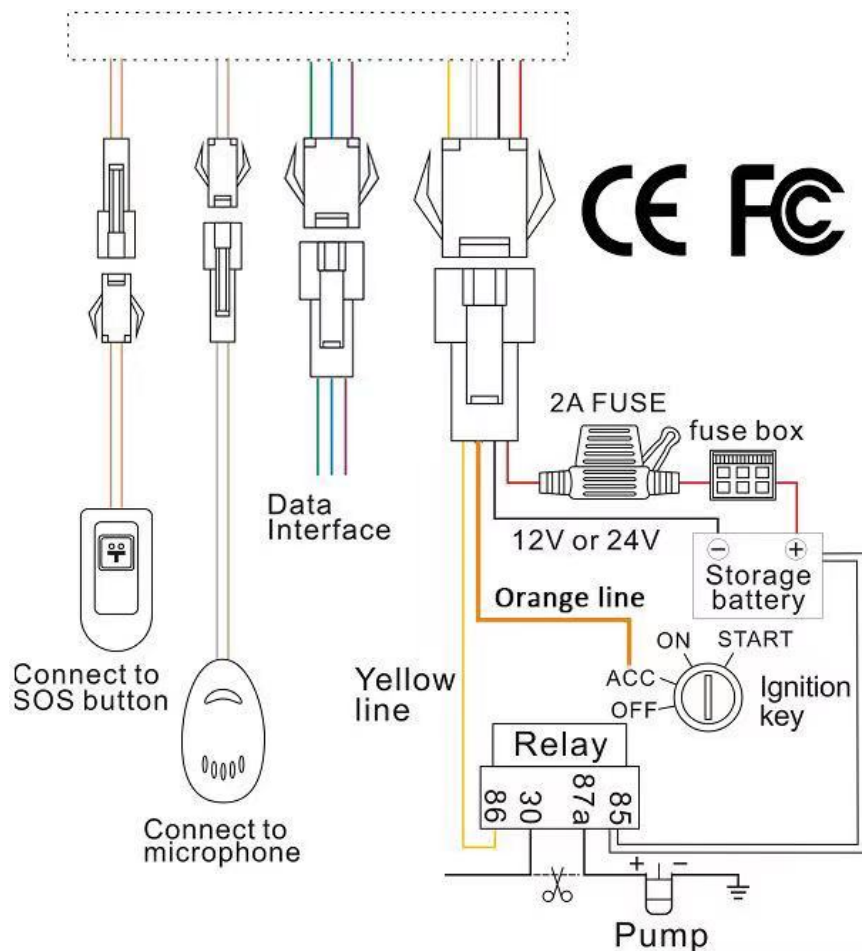 CE FC
2A FUSE
fuse box
Data
Interface
12V or 24V
− +
Storage
battery
Orange line
ON START
ACC
OFF
Ignition
key
Connect to
SOS button
Yellow
line
Relay
86 30 87a 85
Connect to
microphone
+ −
Pump